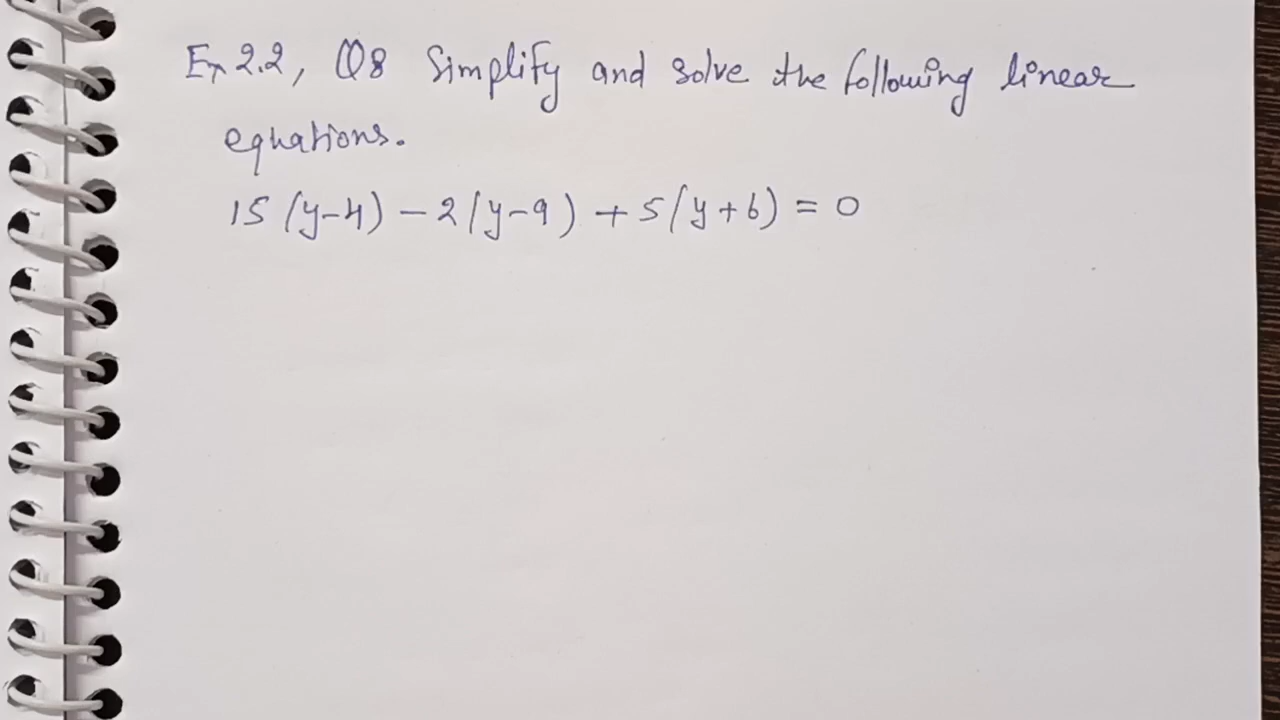 Ex 2.2, Q8 Simplify and solve the following linear
equations.
15 (y-4) - 2(y-9) + 5(y+6) = 0